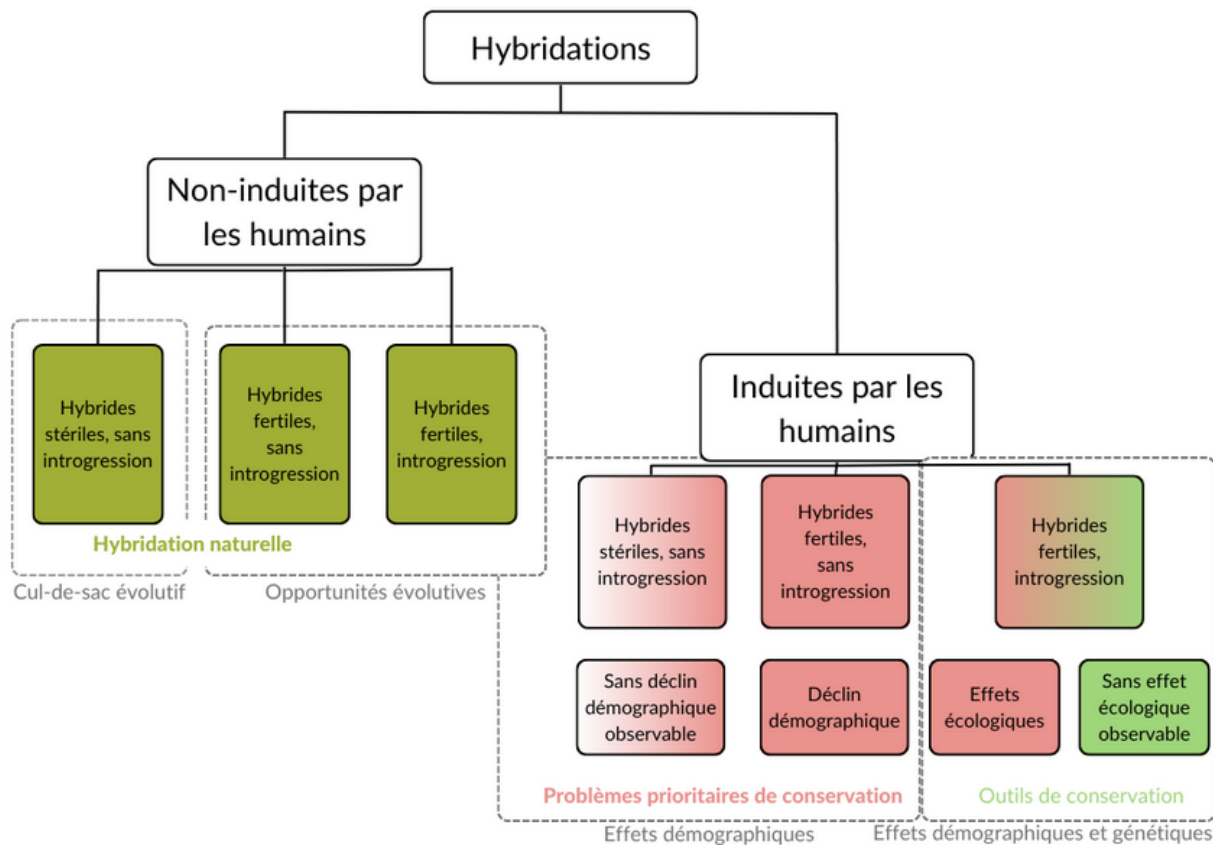 Hybridations
Non-induites par
les humains
Hybrides
stériles, sans
introgression
Hybrides
fertiles,
sans
introgression
Hybrides
fertiles,
introgression
Hybridation naturelle
Cul-de-sac évolutif
Opportunités évolutives
Induites par les
humains
Hybrides
stériles, sans
introgression
Hybrides
fertiles,
sans
introgression
Hybrides
fertiles,
introgression
Sans déclin
démographique
observable
Déclin
démographique
Effets
écologiques
Sans effet
écologique
observable
Problèmes prioritaires de conservation
Outils de conservation
Effets démographiques
Effets démographiques et génétiques